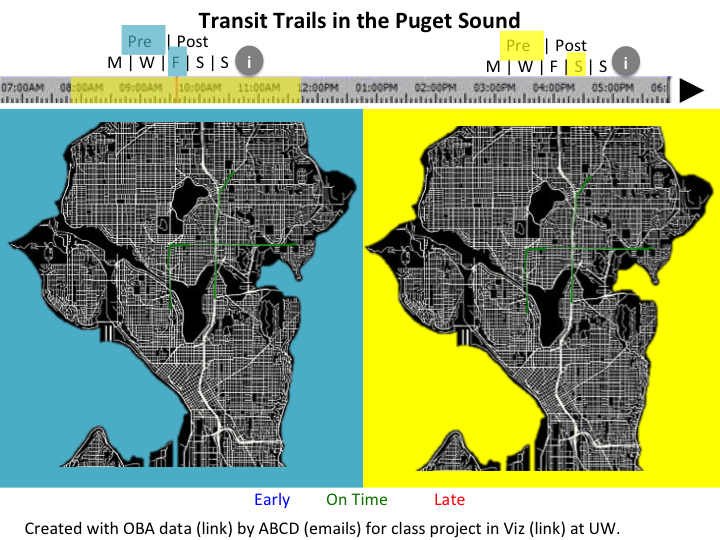 Transit Trails in the Puget Sound
Pre | Post
M | W | F | S | S i
Pre | Post
M | W | F | S | S i
07:00AM 08:00AM 09:00AM 10:00AM 11:00AM 12:00PM 01:00PM 02:00PM 03:00PM 04:00PM 05:00PM 06:
Early On Time Late
Created with OBA data (link) by ABCD (emails) for class project in Viz (link) at UW.